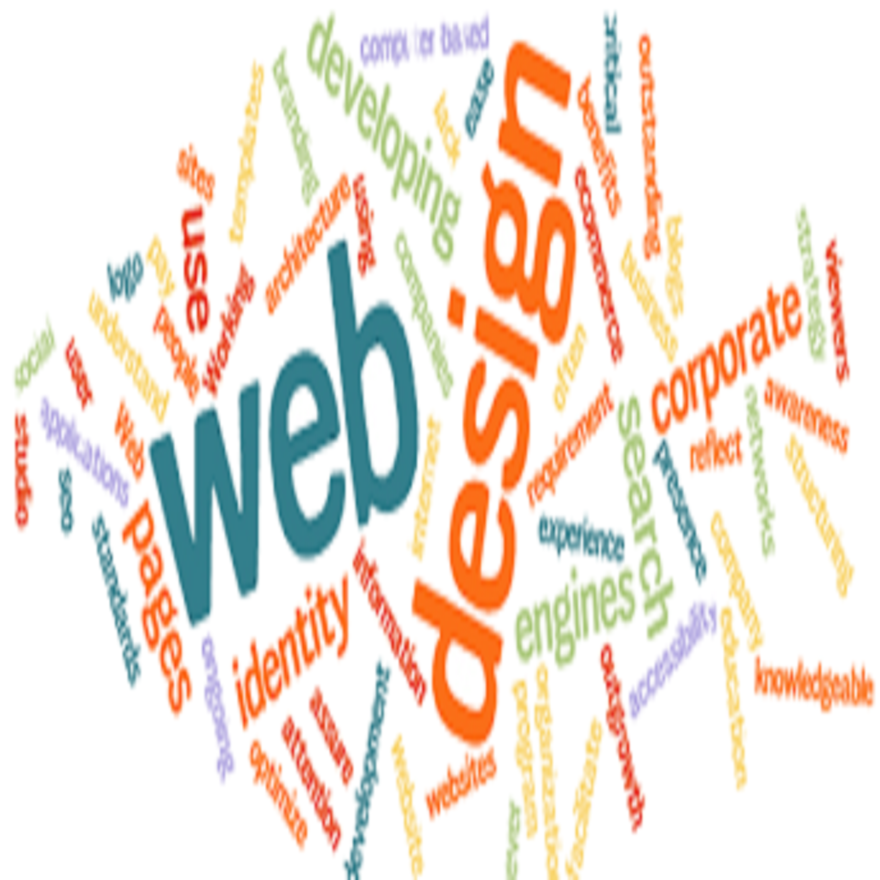 developing
computer based
design
critical
outstanding
ease
lack
branding
templates
benefits
sites
using
architecture
ecommerce
use
blogs
strategy
viewers
logo
pay
companies
business
Working
people
understand
web
social
user
often
corporate
awareness
applications
Web
requirement
search
networks
reflect
studio
internet
structuring
seo
presence
pages
standards
experience
company
information
identity
engines
accessibility
education
ongoing
outgrowth
knowledgeable
assure
attention
development
program
optimize
website
websites
facilitate